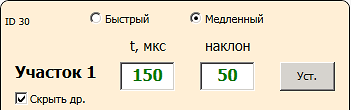 ID 30 Быстрый Медленный
t, мкс наклон
Участок 1 150 50 Уст.
Скрыть др.